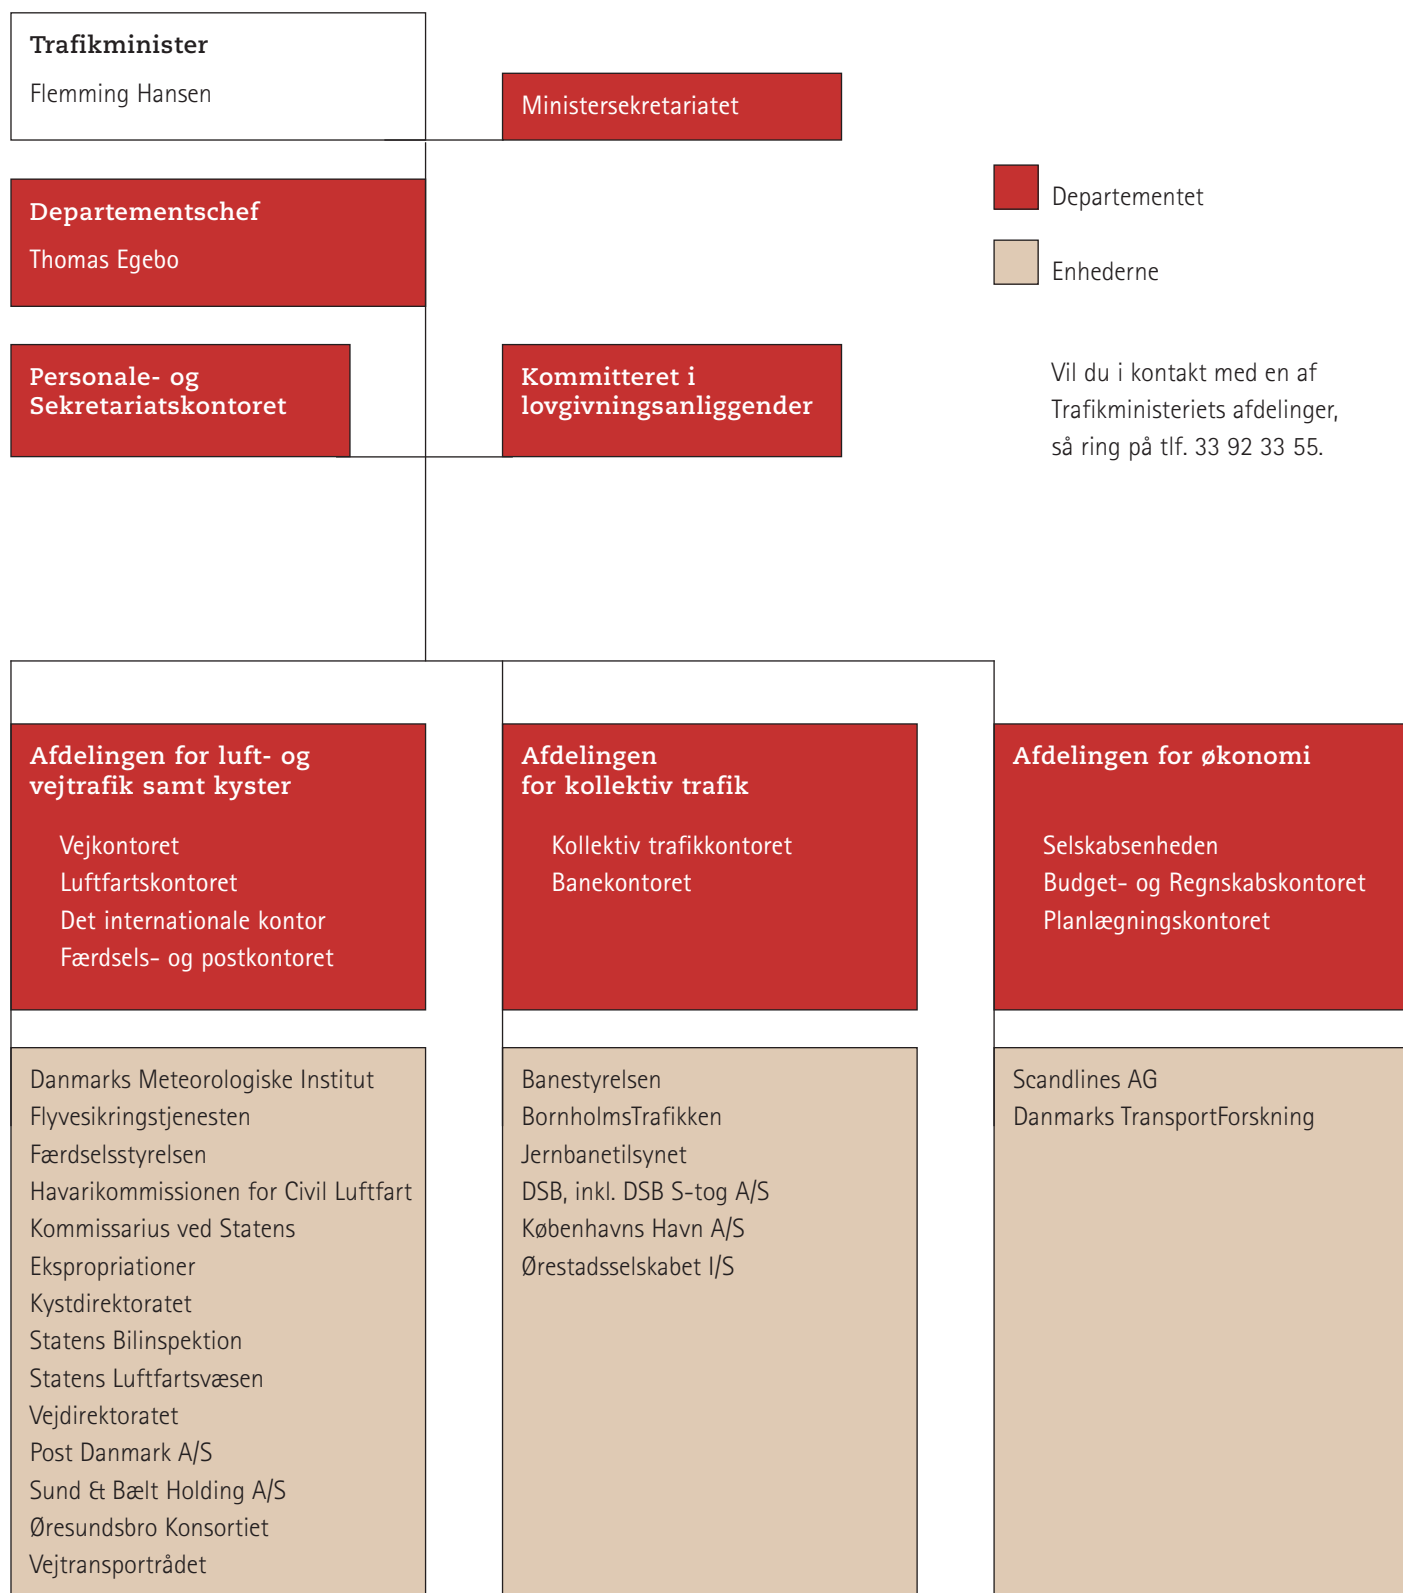 Trafikminister
Flemming Hansen
Ministersekretariatet
Departementschef
Thomas Egebo
Departementet
Enhederne
Personale- og
Sekretariatskontoret
Kommitteret i
lovgivningsanliggender
Vil du i kontakt med en af
Trafikministeriets afdelinger,
så ring på tlf. 33 92 33 55.
Afdelingen for luft- og
vejtrafik samt kyster
Vejkontoret
Luftfartskontoret
Det internationale kontor
Færdsels- og postkontoret
Afdelingen
for kollektiv trafik
Kollektiv trafikkontoret
Banekontoret
Afdelingen for økonomi
Selskabsenheden
Budget- og Regnskabskontoret
Planlægningskontoret
Danmarks Meteorologiske Institut
Flyvesikringstjenesten
Færdselsstyrelsen
Havarikommissionen for Civil Luftfart
Kommissarius ved Statens
Ekspropriationer
Kystdirektoratet
Statens Bilinspektion
Statens Luftfartsvæsen
Vejdirektoratet
Post Danmark A/S
Sund & Bælt Holding A/S
Øresundsbro Konsortiet
Vejtransportrådet
Banestyrelsen
BornholmsTrafikken
Jernbanetilsynet
DSB, inkl. DSB S-tog A/S
Københavns Havn A/S
Ørestadsselskabet I/S
Scandlines AG
Danmarks TransportForskning